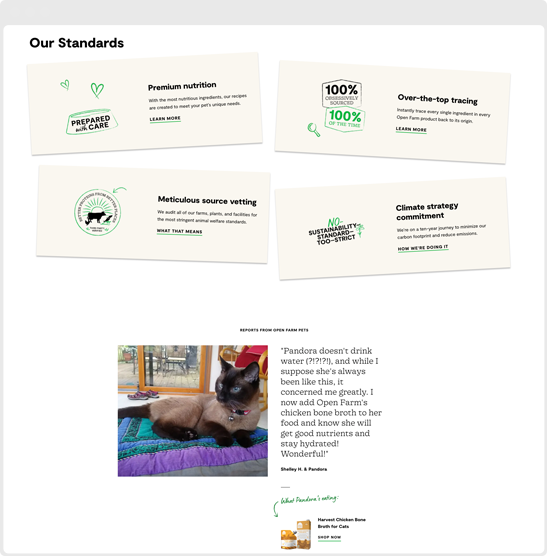 Our Standards
PREPARED
with CARE
Premium nutrition
With the most nutritious ingredients, our recipes
are created to meet your pet's unique needs.
LEARN MORE
100%
OBSESSIVELY
SOURCED
100%
OF THE TIME
Over-the-top tracing
Instantly trace every single ingredient in every
Open Farm product back to its origin.
LEARN MORE
Meticulous source vetting
We audit all of our farms, plants, and facilities for
the most stringent animal welfare standards.
WHAT THAT MEANS
NO-
SUSTAINABILITY-
STANDARD-
TOO-STRICT
Climate strategy
commitment
We're on a ten-year journey to minimize our
carbon footprint and reduce emissions.
HOW WE'RE DOING IT
REPORTS FROM OPEN FARM PETS
"Pandora doesn't drink
water (?!?!?!), and while I
suppose she's always
been like this, it
concerned me greatly. I
now add Open Farm's
chicken bone broth to her
food and know she will
get good nutrients and
stay hydrated!
Wonderful!"
Shelley H. & Pandora
What Pandora's eating:
Harvest Chicken Bone
Broth for Cats
SHOP NOW